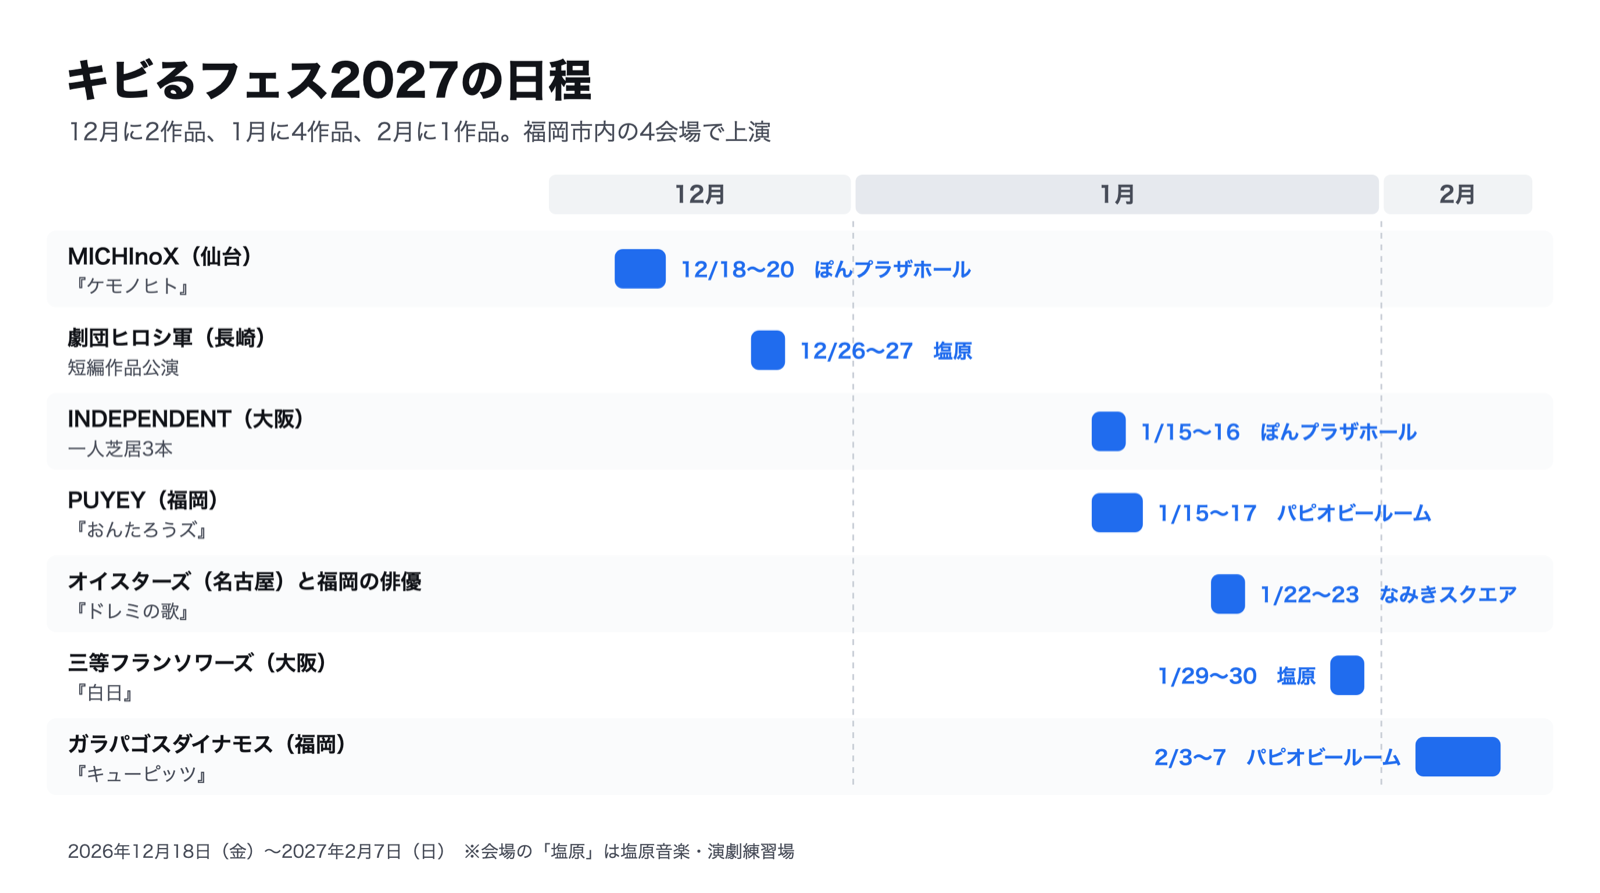 キビるフェス2027の日程
12月に2作品、1月に4作品、2月に1作品。福岡市内の4会場で上演
12月
1月
2月
MICHInoX（仙台）
『ケモノヒト』
12/18〜20　ぽんプラザホール
劇団ヒロシ軍（長崎）
短編作品公演
12/26〜27　塩原
INDEPENDENT（大阪）
一人芝居3本
1/15〜16　ぽんプラザホール
PUYEY（福岡）
『おんたろうズ』
1/15〜17　パピオビールーム
オイスターズ（名古屋）と福岡の俳優
『ドレミの歌』
1/22〜23　なみきスクエア
三等フランソワーズ（大阪）
『白日』
1/29〜30　塩原
ガラパゴスダイナモス（福岡）
『キューピッツ』
2/3〜7　パピオビールーム
2026年12月18日（金）〜2027年2月7日（日）　※会場の「塩原」は塩原音楽・演劇練習場